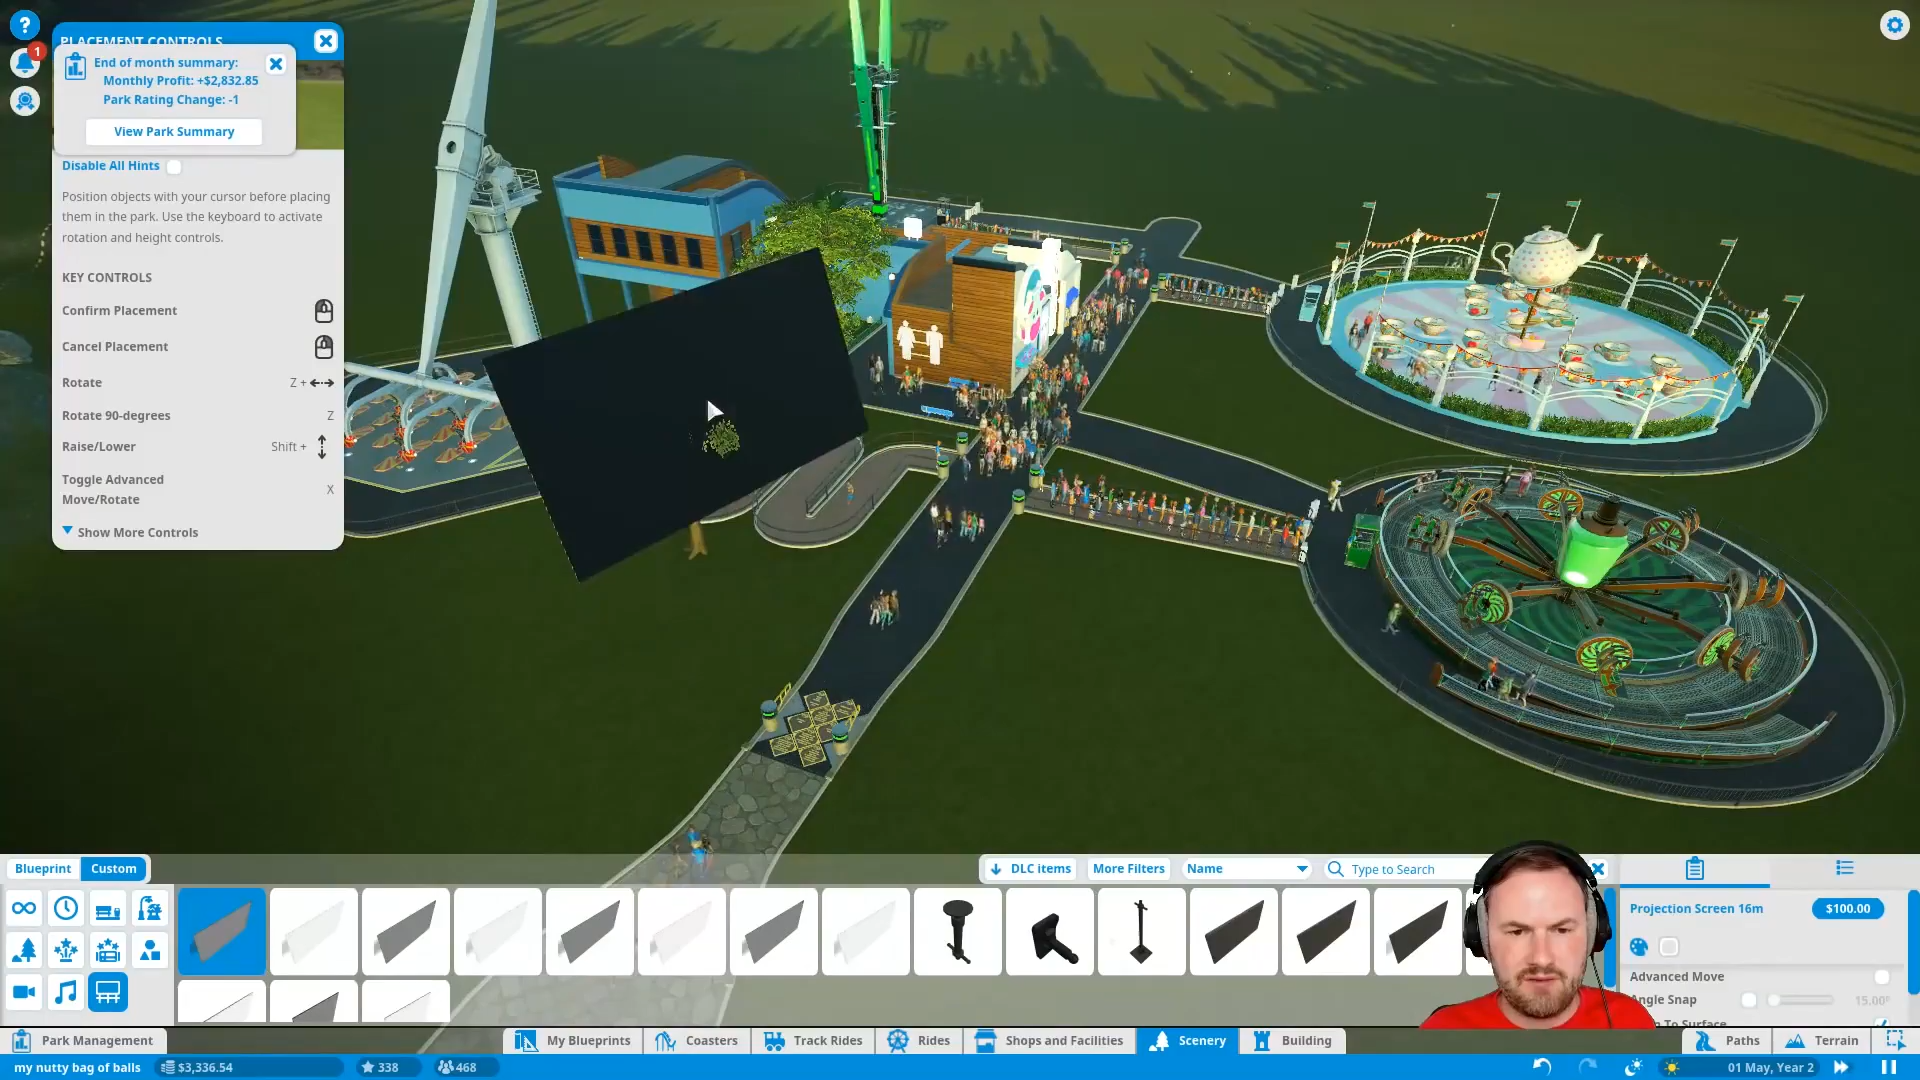 ?
1
PLACEMENT CONTROLS
End of month summary:
Monthly Profit: +$2,832.85
Park Rating Change: -1
View Park Summary
Disable All Hints
Position objects with your cursor before placing
them in the park. Use the keyboard to activate
rotation and height controls.
KEY CONTROLS
Confirm Placement
Cancel Placement
Rotate Z +
Rotate 90-degrees Z
Raise/Lower Shift +
Toggle Advanced
Move/Rotate X
Show More Controls
Blueprint Custom
DLC items More Filters Name Type to Search
Projection Screen 16m $100.00
Advanced Move
Angle Snap 15.00°
To Surface
Park Management My Blueprints Coasters Track Rides Rides Shops and Facilities Scenery Building Paths Terrain
my nutty bag of balls $3,336.54 338 468 01 May, Year 2